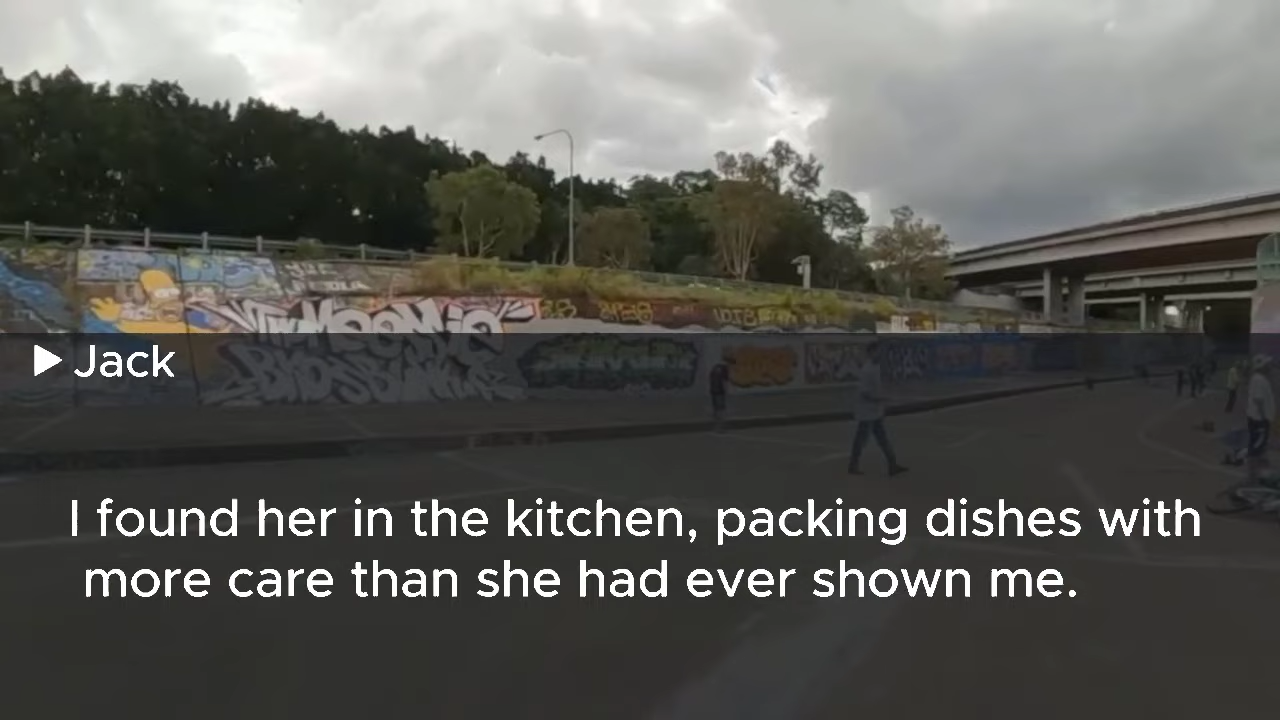 Jack
I found her in the kitchen, packing dishes with
more care than she had ever shown me.